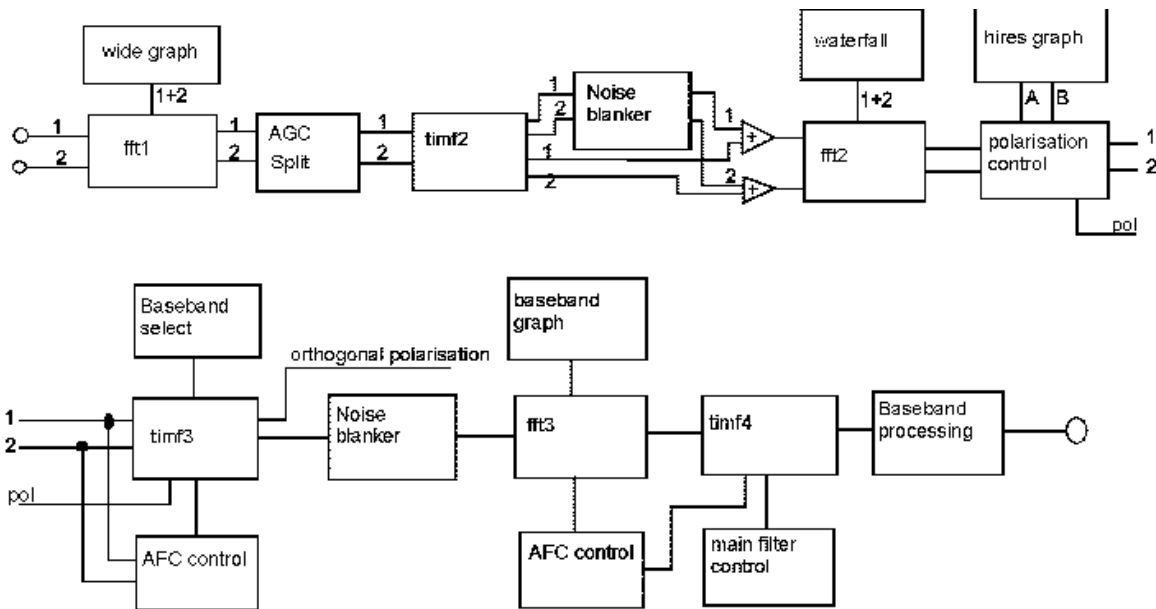 wide graph
1+2
1
2
fft1
1
2
AGC
Split
1
2
timf2
1
2
1
2
Noise
blanker
1
2
+
+
waterfall
1+2
fft2
hires graph
A
B
polarisation
control
1
2
pol
Baseband
select
orthogonal polarisation
1
2
pol
timf3
AFC control
Noise
blanker
baseband
graph
fft3
AFC control
timf4
main filter
control
Baseband
processing